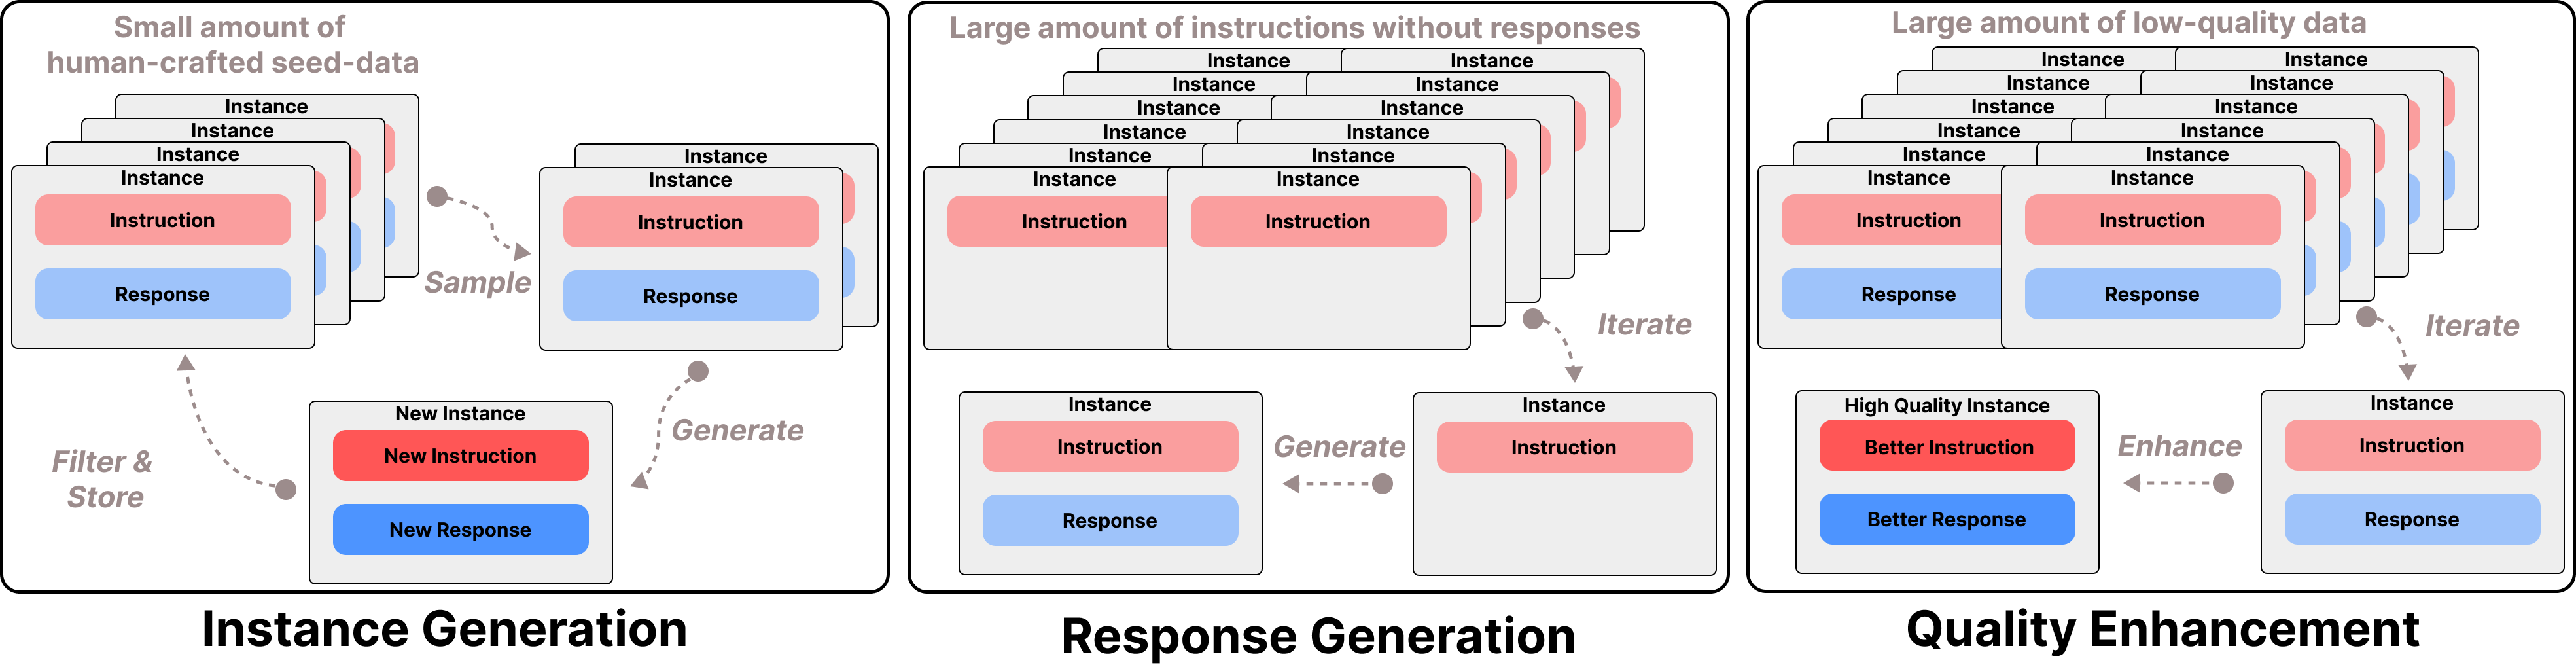 Small amount of
human-crafted seed-data
Instance
Instance
Instance
Instance
Instruction
Response
Sample
Instance
Instance
Instruction
Response
Generate
New Instance
New Instruction
New Response
Filter &
Store
Instance Generation
Large amount of instructions without responses
Instance Instance
Instance Instance
Instance Instance
Instance Instance
Instance Instance
Instance Instance
Instruction Instruction
Iterate
Instance
Instruction
Generate
Instance
Instruction
Response
Response Generation
Large amount of low-quality data
Instance Instance
Instance Instance
Instance Instance
Instance Instance
Instance Instance
Instance Instance
Instruction Instruction
Response Response
Iterate
Instance
Instruction
Response
Enhance
High Quality Instance
Better Instruction
Better Response
Quality Enhancement